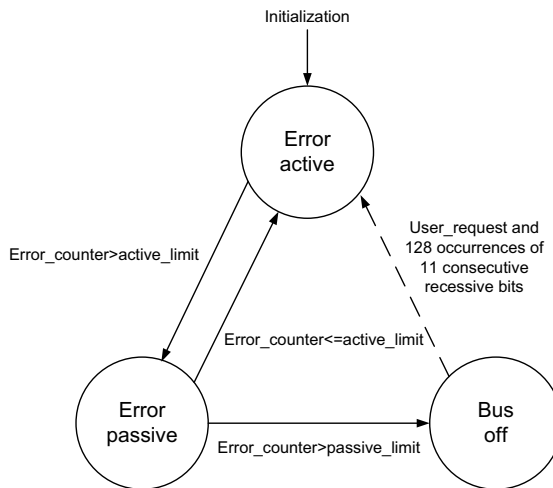 Initialization
Error
active
User_request and
128 occurrences of
11 consecutive
recessive bits
Error_counter>active_limit
Error_counter<=active_limit
Error
passive
Bus
off
Error_counter>passive_limit